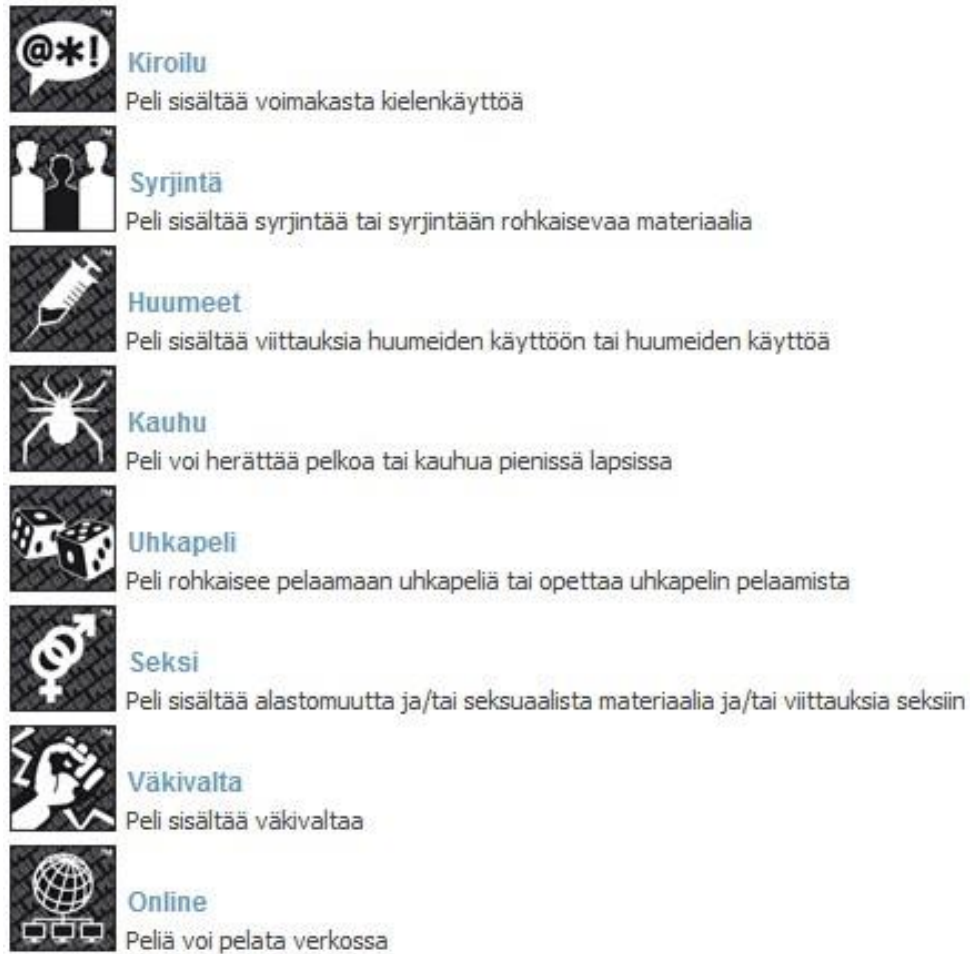 @*!
Kiroilu
Peli sisältää voimakasta kielenkäyttöä
Syrjintä
Peli sisältää syrjintää tai syrjintään rohkaisevaa materiaalia
Huumeet
Peli sisältää viittauksia huumeiden käyttöön tai huumeiden käyttöä
Kauhu
Peli voi herättää pelkoa tai kauhua pienissä lapsissa
Uhkapeli
Peli rohkaisee pelaamaan uhkapeliä tai opettaa uhkapelin pelaamista
Seksi
Peli sisältää alastomuutta ja/tai seksuaalista materiaalia ja/tai viittauksia seksiin
Väkivalta
Peli sisältää väkivaltaa
Online
Peliä voi pelata verkossa